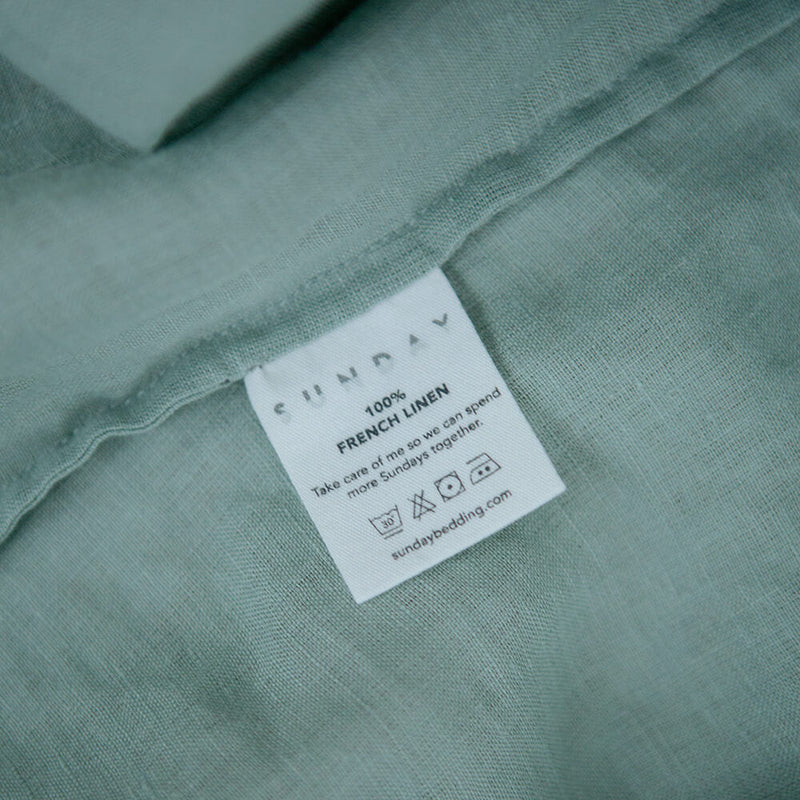 SUNDAY
100%
FRENCH LINEN
Take care of me so we can spend
more Sundays together.
30°
sundaybedding.com